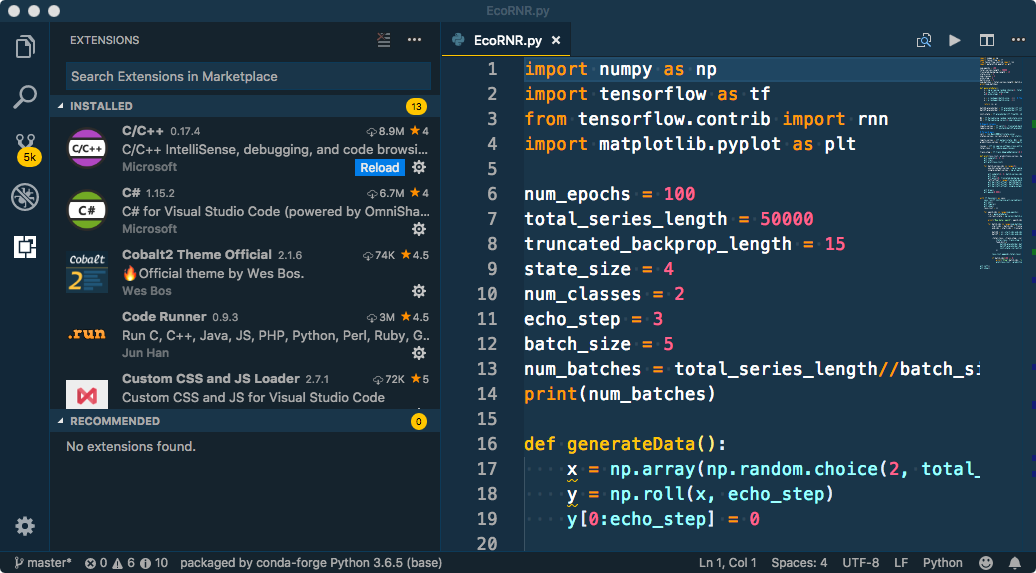 EcoRNR.py
EXTENSIONS
Search Extensions in Marketplace
INSTALLED 13
C/C++ 0.17.4 8.9M ★4
C/C++ IntelliSense, debugging, and code browsi...
Microsoft Reload
C# 1.15.2 6.7M ★4
C# for Visual Studio Code (powered by OmniSha...
Microsoft
Cobalt2 Theme Official 2.1.6 74K ★4.5
🔥Official theme by Wes Bos.
Wes Bos
Code Runner 0.9.3 3M ★4.5
Run C, C++, Java, JS, PHP, Python, Perl, Ruby, G...
Jun Han
Custom CSS and JS Loader 2.7.1 72K ★5
Custom CSS and JS for Visual Studio Code
RECOMMENDED 0
No extensions found.
5k
C/C++
C#
Cobalt
2
.run
EcoRNR.py ×
1 import numpy as np
2 import tensorflow as tf
3 from tensorflow.contrib import rnn
4 import matplotlib.pyplot as plt
5
6 num_epochs = 100
7 total_series_length = 50000
8 truncated_backprop_length = 15
9 state_size = 4
10 num_classes = 2
11 echo_step = 3
12 batch_size = 5
13 num_batches = total_series_length//batch_si
14 print(num_batches)
15
16 def generateData():
17 x = np.array(np.random.choice(2, total_
18 y = np.roll(x, echo_step)
19 y[0:echo_step] = 0
20
master* 0 6 10 packaged by conda-forge Python 3.6.5 (base) Ln 1, Col 1 Spaces: 4 UTF-8 LF Python